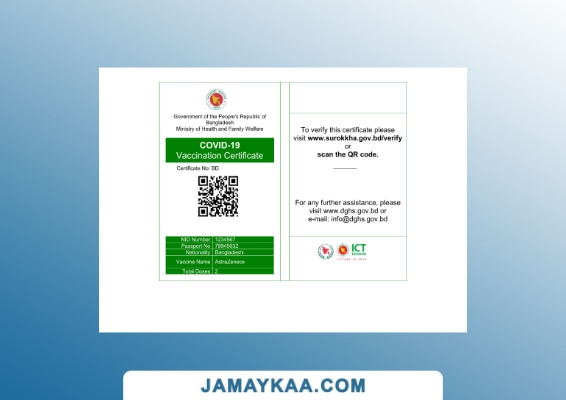 Government of the People's Republic of
Bangladesh
Ministry of Health and Family Welfare
COVID-19
Vaccination Certificate
Certificate No: BD
NID Number 1234567
Passport No
Nationality Bangladeshi
Vaccine Name AstraZeneca
Total Doses 2
To verify this certificate please
visit www.surokkha.gov.bd/verify
or
scan the QR code.
For any further assistance, please
visit www.dghs.gov.bd or
e-mail: info@dghs.gov.bd
ICT
DIVISION
FUTURE IS HERE
JAMAYKAA.COM